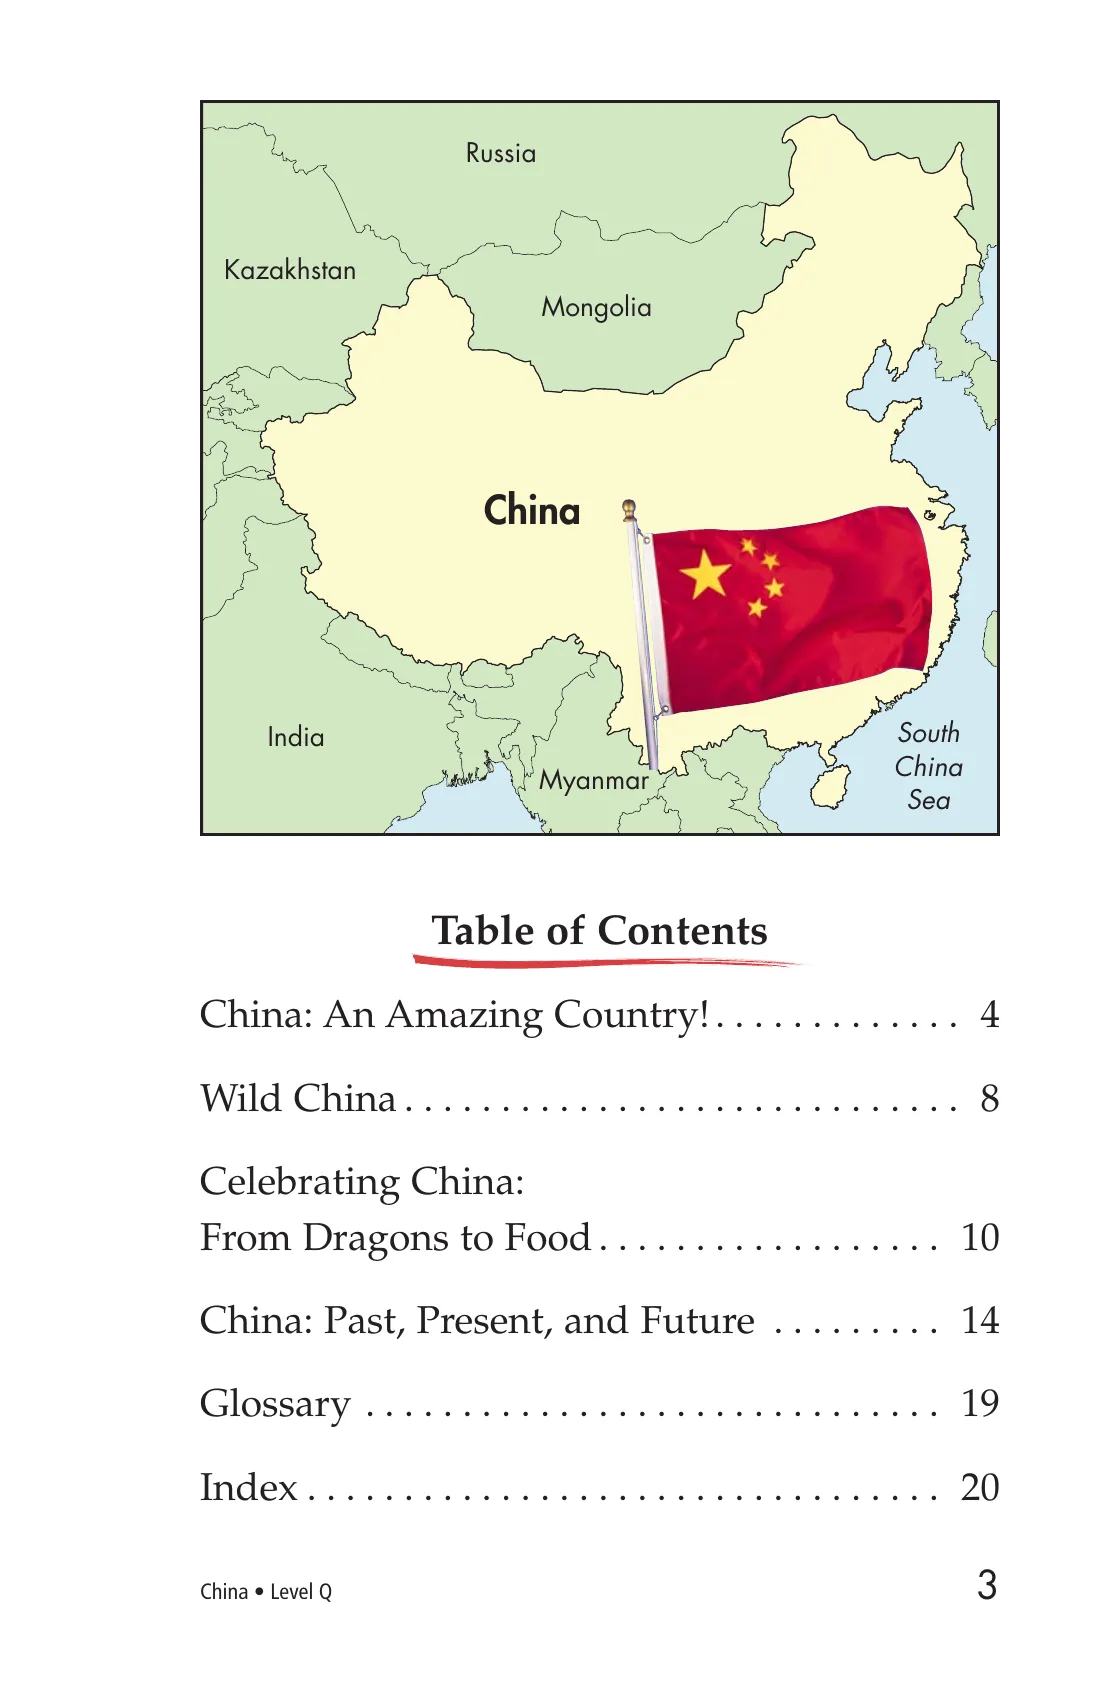 Russia
Kazakhstan
Mongolia
China
India
Myanmar
South
China
Sea
Table of Contents
China: An Amazing Country!. . . . . . . . . . . . . 4
Wild China . . . . . . . . . . . . . . . . . . . . . . . . . . . . . 8
Celebrating China:
From Dragons to Food . . . . . . . . . . . . . . . . . . 10
China: Past, Present, and Future . . . . . . . . . 14
Glossary . . . . . . . . . . . . . . . . . . . . . . . . . . . . . . 19
Index . . . . . . . . . . . . . . . . . . . . . . . . . . . . . . . . . 20
China • Level Q
3